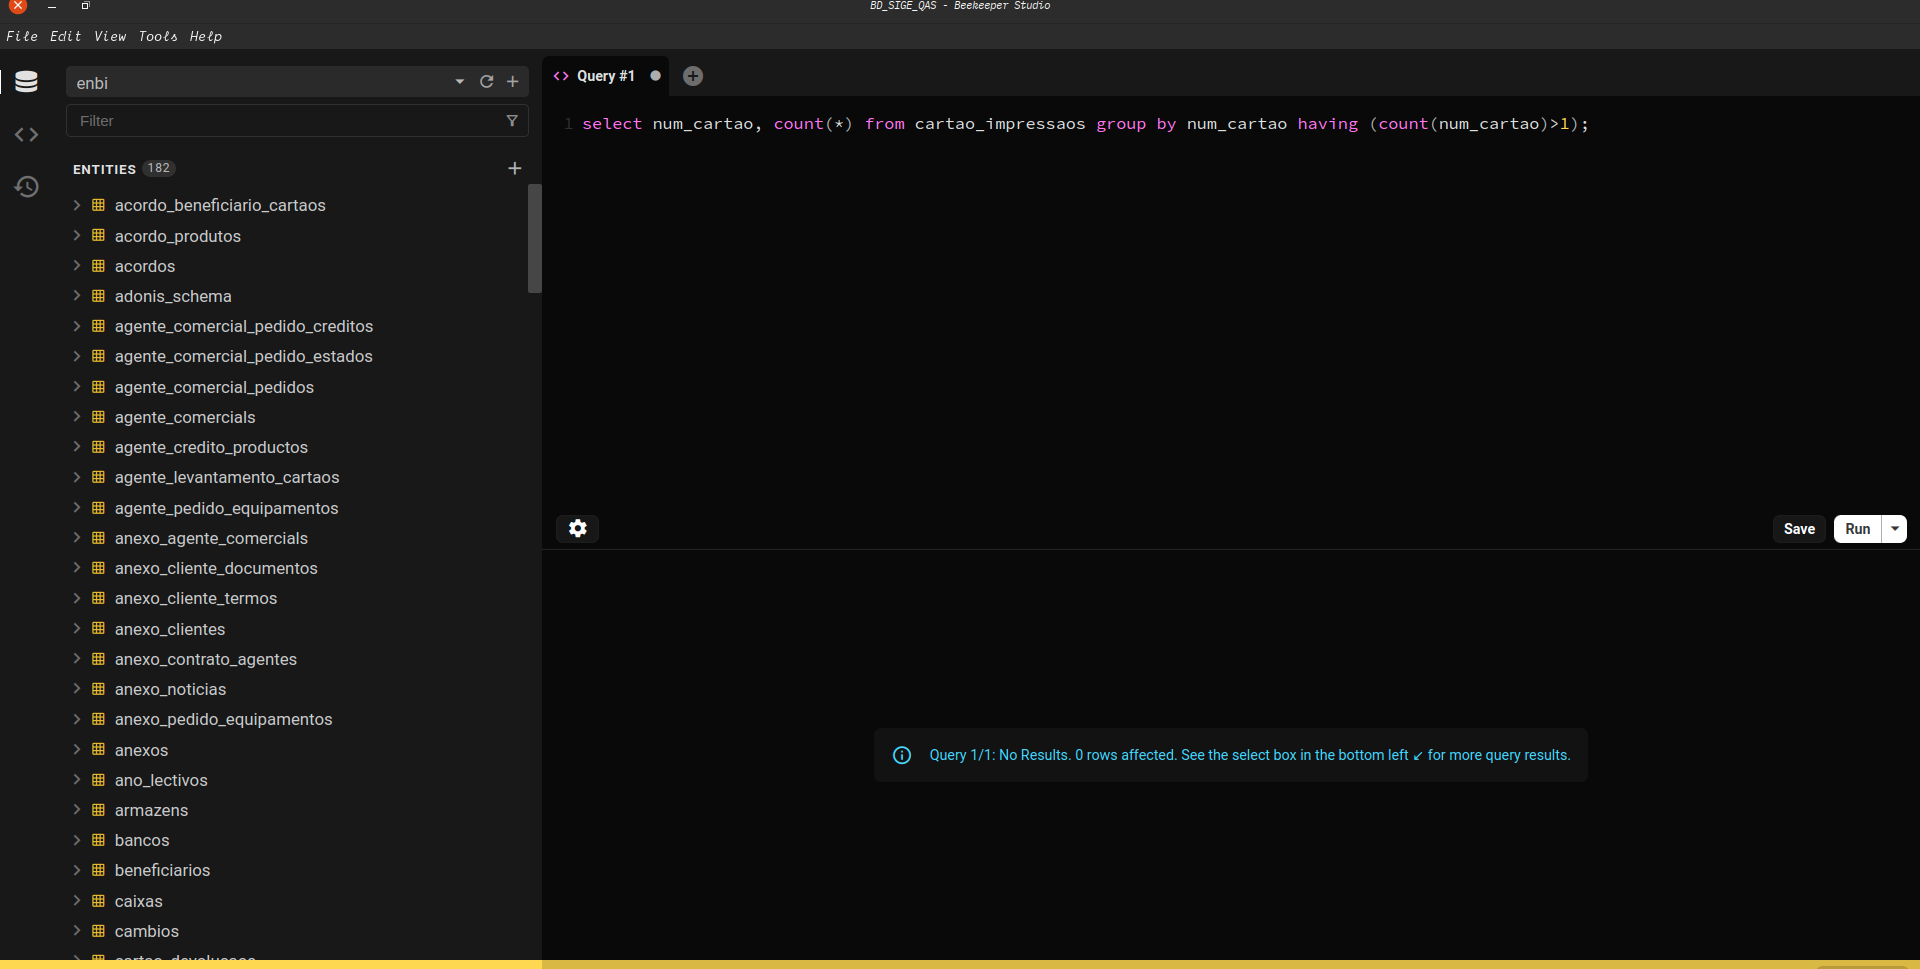 BD_SIGE_QAS - Beekeeper Studio
File Edit View Tools Help
enbi
Filter
ENTITIES 182
acordo_beneficiario_cartaos
acordo_produtos
acordos
adonis_schema
agente_comercial_pedido_creditos
agente_comercial_pedido_estados
agente_comercial_pedidos
agente_comercials
agente_credito_productos
agente_levantamento_cartaos
agente_pedido_equipamentos
anexo_agente_comercials
anexo_cliente_documentos
anexo_cliente_termos
anexo_clientes
anexo_contrato_agentes
anexo_noticias
anexo_pedido_equipamentos
anexos
ano_lectivos
armazens
bancos
beneficiarios
caixas
cambios
Query #1
1 select num_cartao, count(*) from cartao_impressaos group by num_cartao having (count(num_cartao)>1);
Save Run
Query 1/1: No Results. 0 rows affected. See the select box in the bottom left ↙ for more query results.